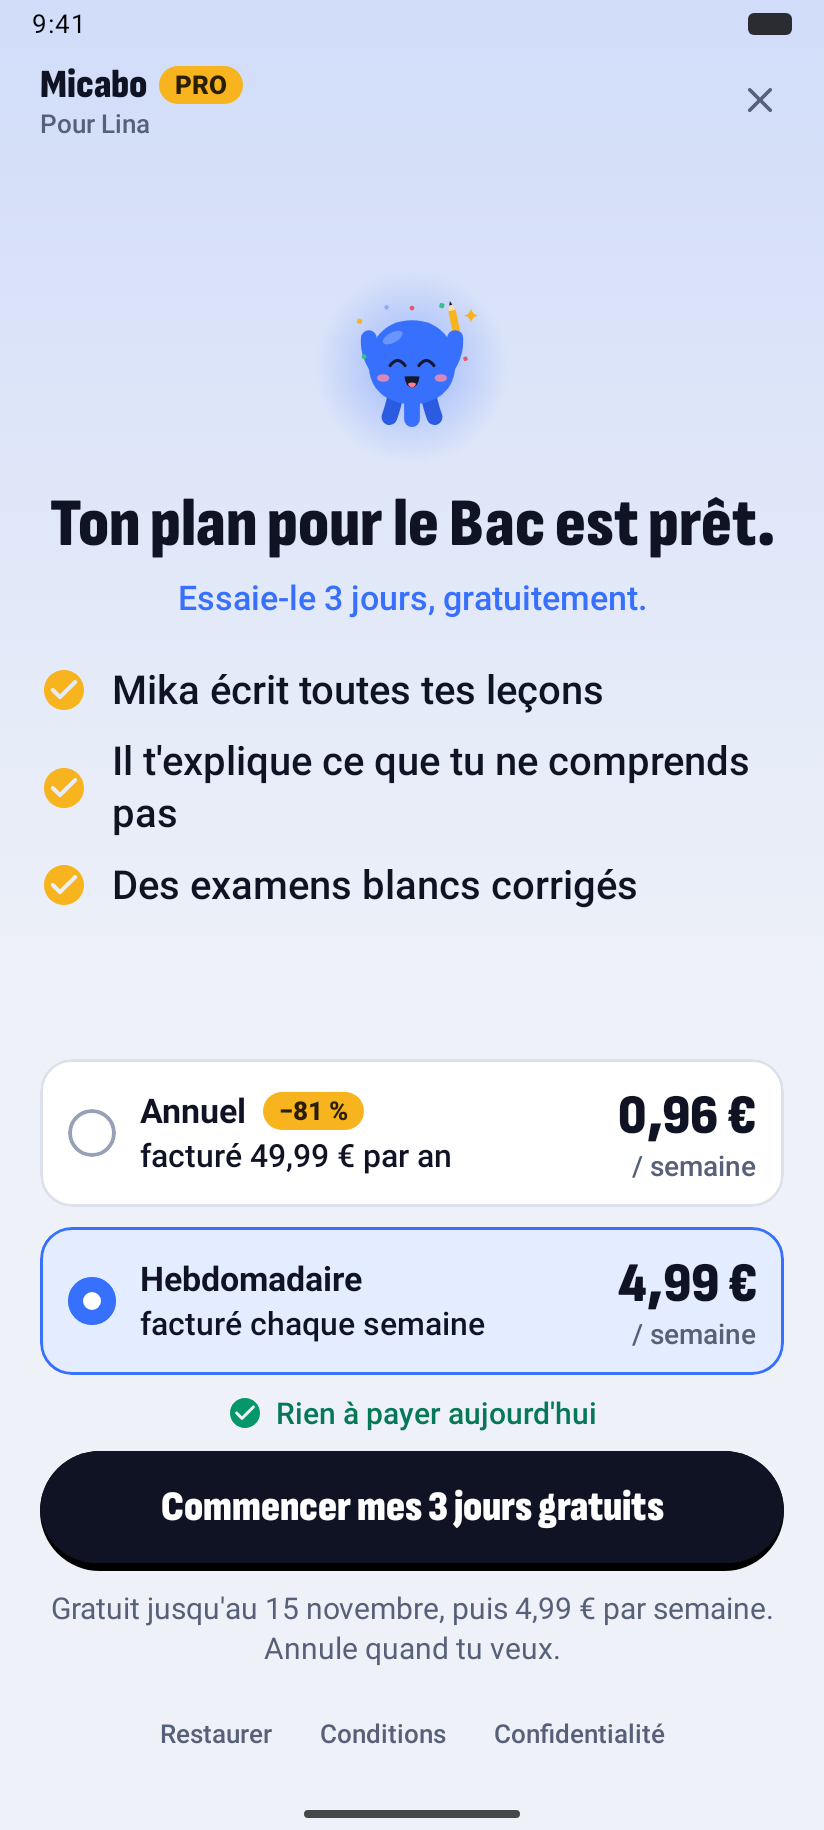 9:41
Micabo PRO
Pour Lina
Ton plan pour le Bac est prêt.
Essaie-le 3 jours, gratuitement.
Mika écrit toutes tes leçons
Il t'explique ce que tu ne comprends
pas
Des examens blancs corrigés
Annuel −81 %
facturé 49,99 € par an
0,96 €
/ semaine
Hebdomadaire
facturé chaque semaine
4,99 €
/ semaine
Rien à payer aujourd'hui
Commencer mes 3 jours gratuits
Gratuit jusqu'au 15 novembre, puis 4,99 € par semaine.
Annule quand tu veux.
Restaurer Conditions Confidentialité